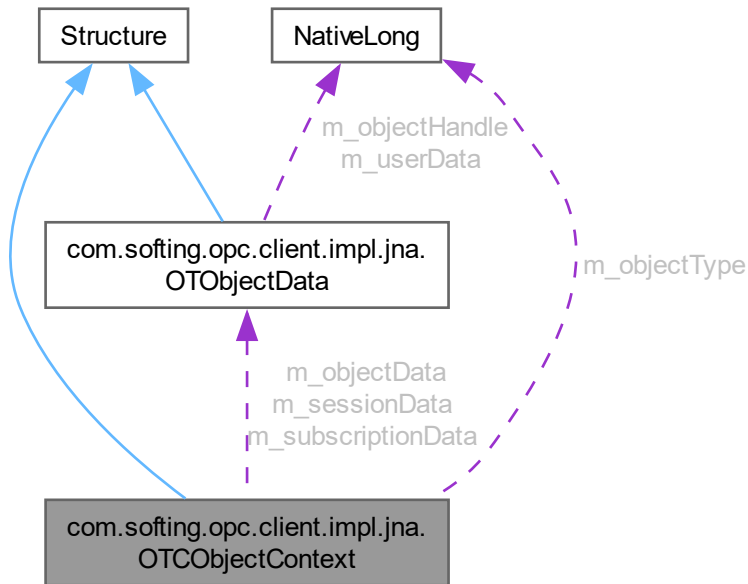 Structure
NativeLong
m_objectHandle
m_userData
com.softing.opc.client.impl.jna.
OTObjectData
m_objectType
m_objectData
m_sessionData
m_subscriptionData
com.softing.opc.client.impl.jna.
OTCObjectContext